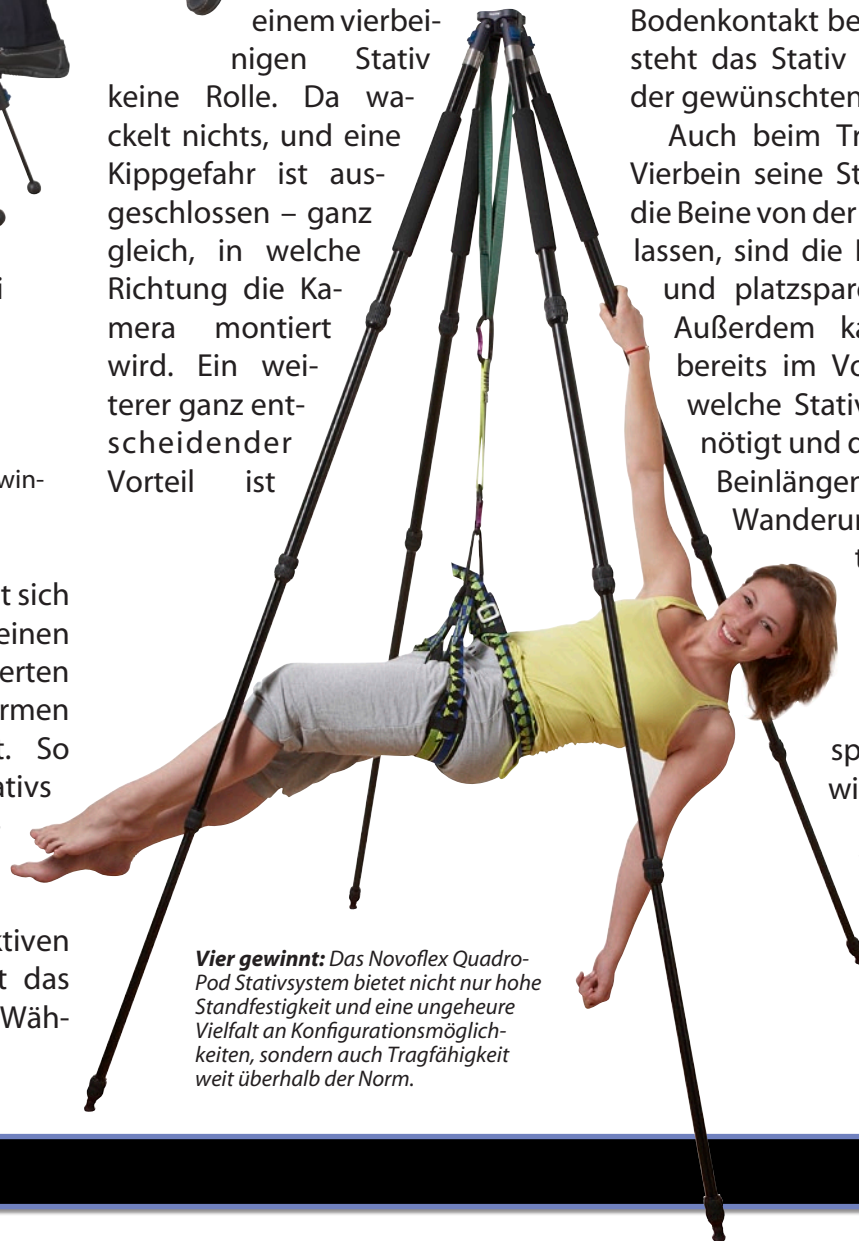 einem vierbei-
nigen Stativ
keine Rolle. Da wa-
ckelt nichts, und eine
Kippgefahr ist aus-
geschlossen – ganz
gleich, in welche
Richtung die Ka-
mera montiert
wird. Ein wei-
terer ganz ent-
scheidender
Vorteil ist
i
win-
t sich
einen
erten
rmen
t. So
ativs
ktiven
t das
Wäh-
Bodenkontakt be
steht das Stativ
der gewünschten
Auch beim Tr
Vierbein seine St
die Beine von der
lassen, sind die
und platzspar
Außerdem ka
bereits im Vo
welche Stativ
nötigt und d
Beinlängen
Wanderun
t
sp
wi
Vier gewinnt: Das Novoflex Quadro-
Pod Stativsystem bietet nicht nur hohe
Standfestigkeit und eine ungeheure
Vielfalt an Konfigurationsmöglich-
keiten, sondern auch Tragfähigkeit
weit überhalb der Norm.